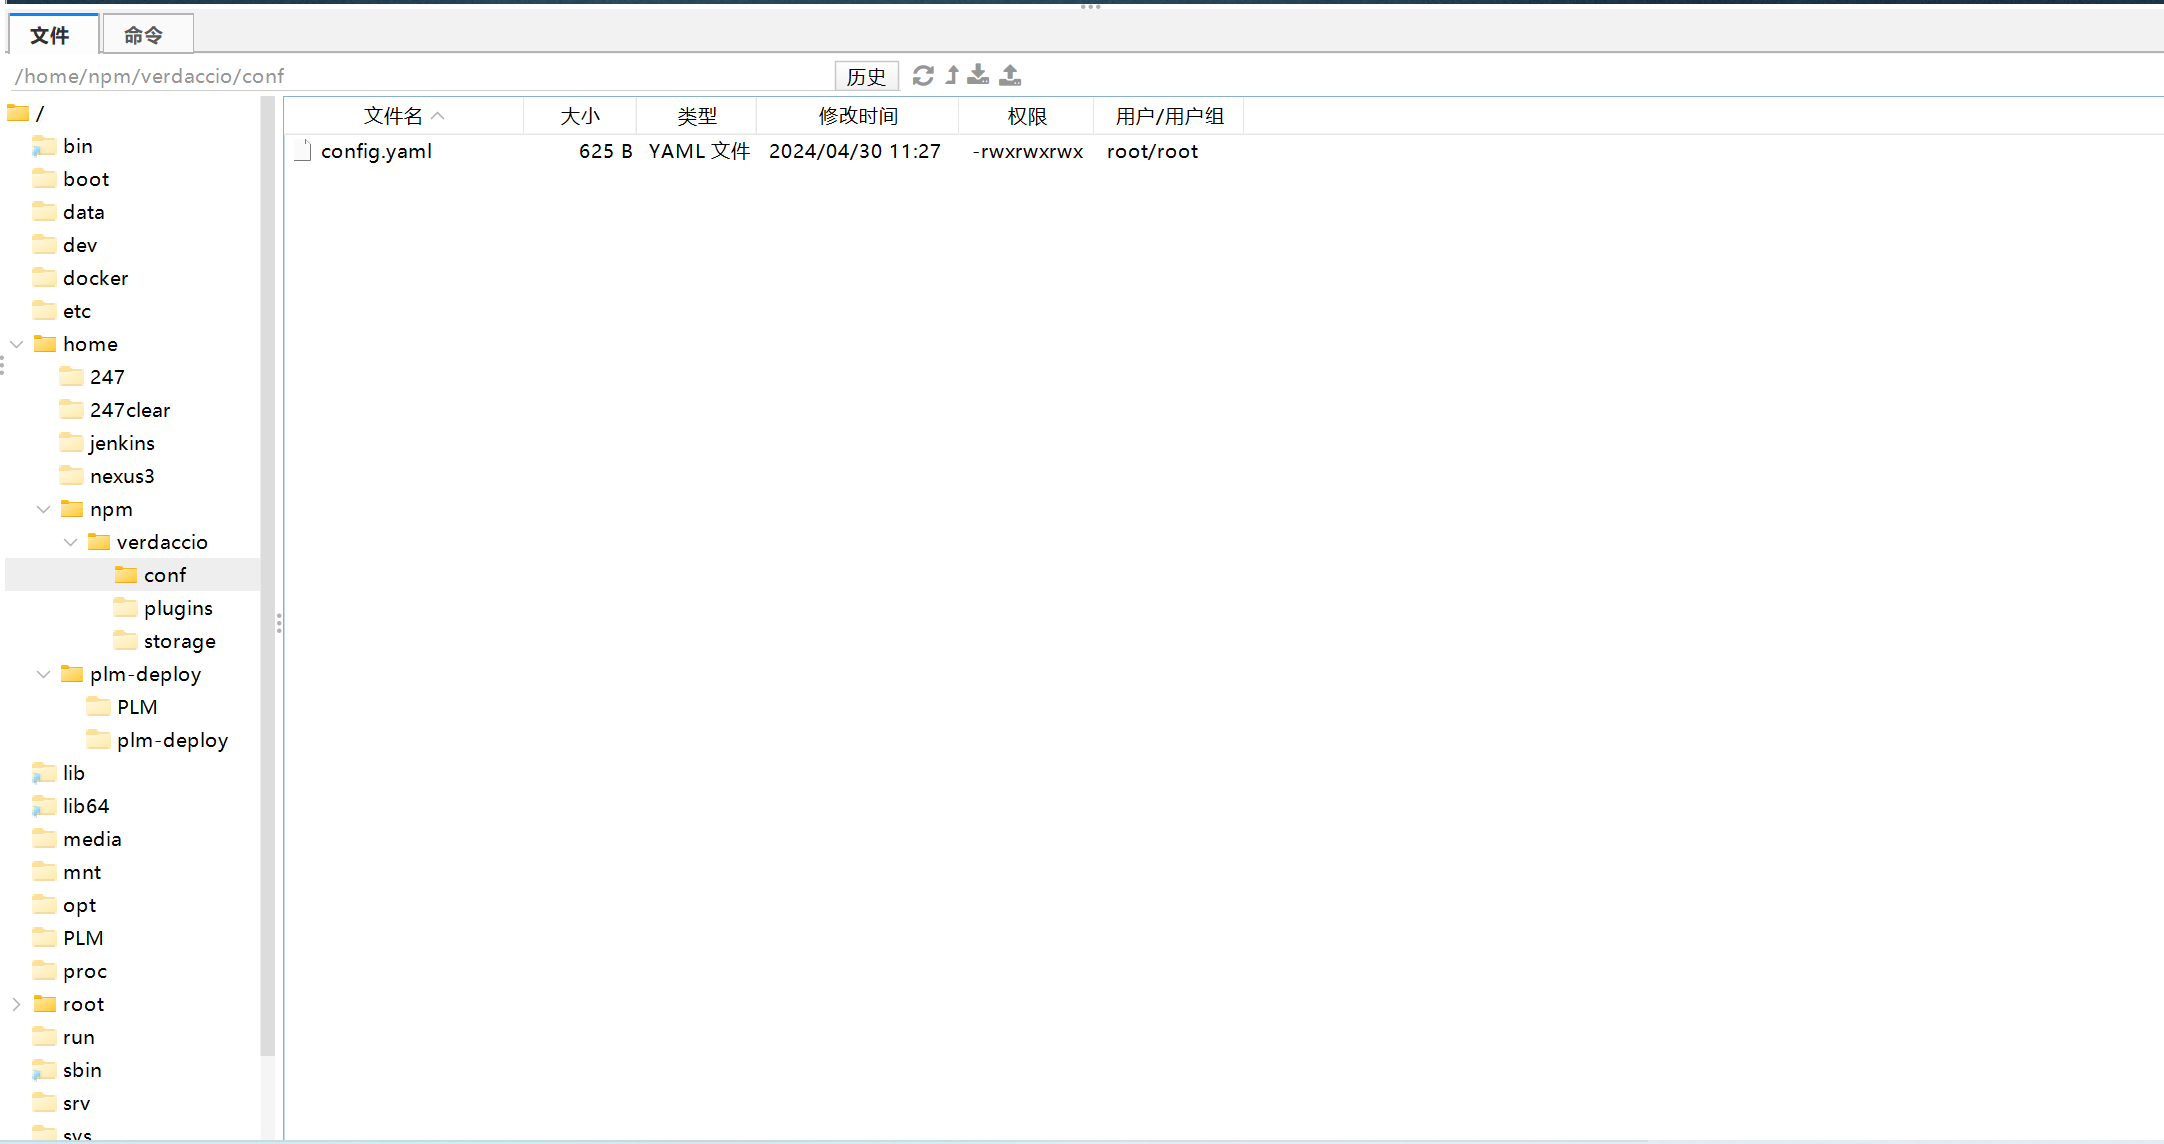 文件 命令
/home/npm/verdaccio/conf 历史
/
bin
boot
data
dev
docker
etc
home
247
247clear
jenkins
nexus3
npm
verdaccio
conf
plugins
storage
plm-deploy
PLM
plm-deploy
lib
lib64
media
mnt
opt
PLM
proc
root
run
sbin
srv
sys
文件名 大小 类型 修改时间 权限 用户/用户组
config.yaml 625 B YAML 文件 2024/04/30 11:27 -rwxrwxrwx root/root